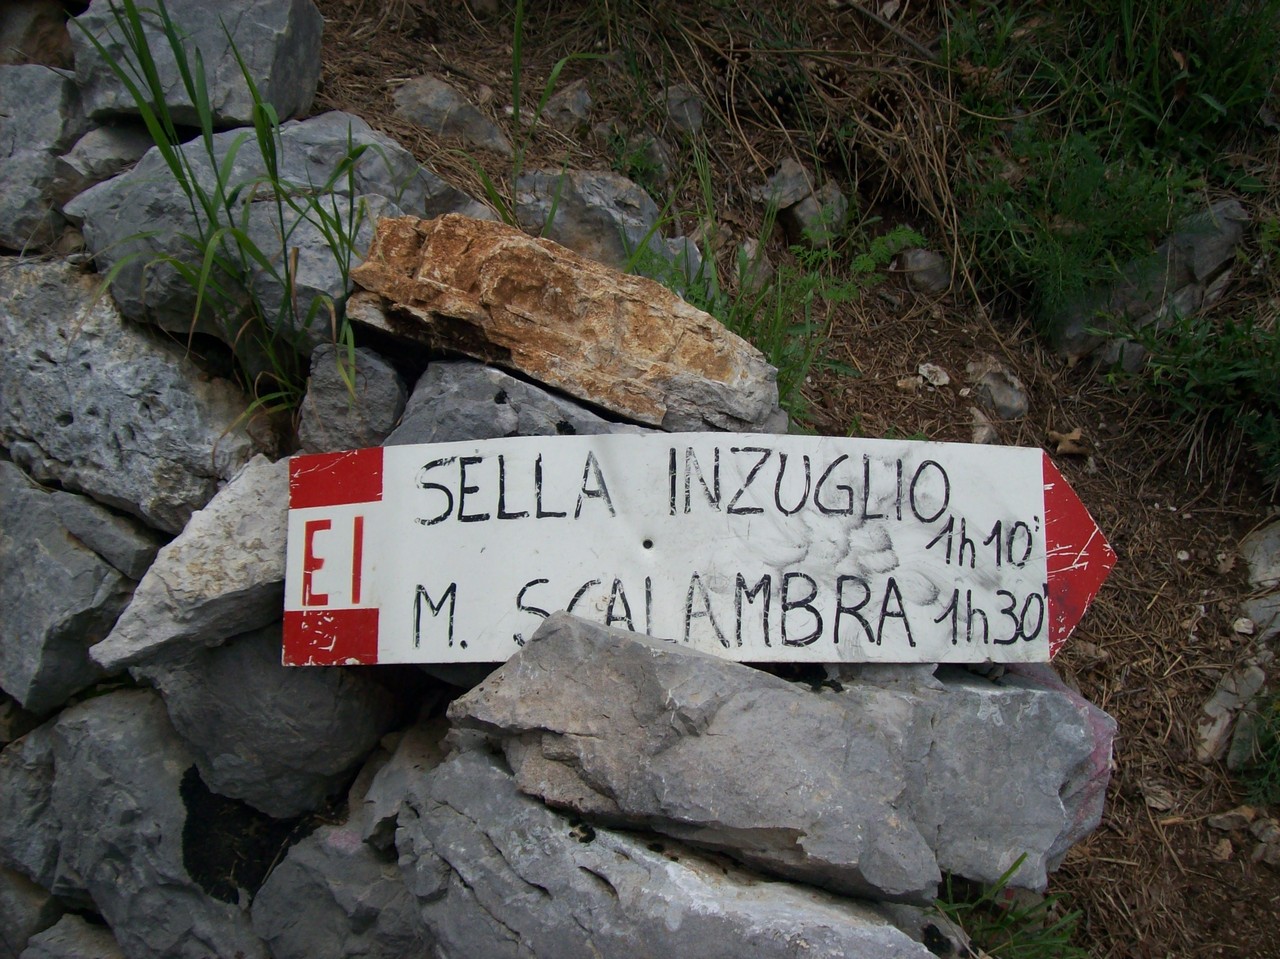 SELLA INZUGLIO 1h10'
E1
M. SCALAMBRA 1h30'